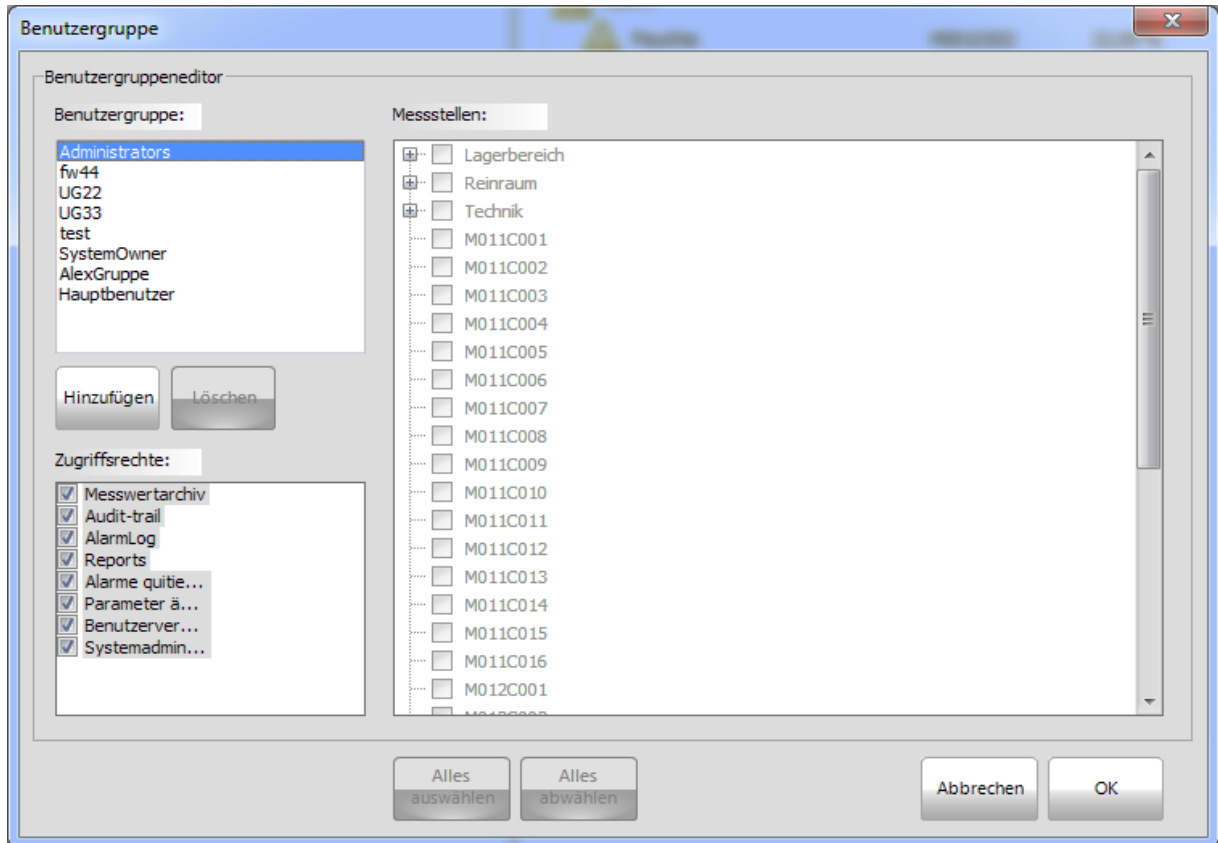 Benutzergruppe
Benutzergruppeneditor
Benutzergruppe:
Administrators
fw44
UG22
UG33
test
SystemOwner
AlexGruppe
Hauptbenutzer
Hinzufügen
Löschen
Zugriffsrechte:
Messwertarchiv
Audit-trail
AlarmLog
Reports
Alarme quitie...
Parameter ä...
Benutzerver...
Systemadmin...
Messstellen:
Lagerbereich
Reinraum
Technik
M011C001
M011C002
M011C003
M011C004
M011C005
M011C006
M011C007
M011C008
M011C009
M011C010
M011C011
M011C012
M011C013
M011C014
M011C015
M011C016
M012C001
Alles
auswählen
Alles
abwählen
Abbrechen
OK